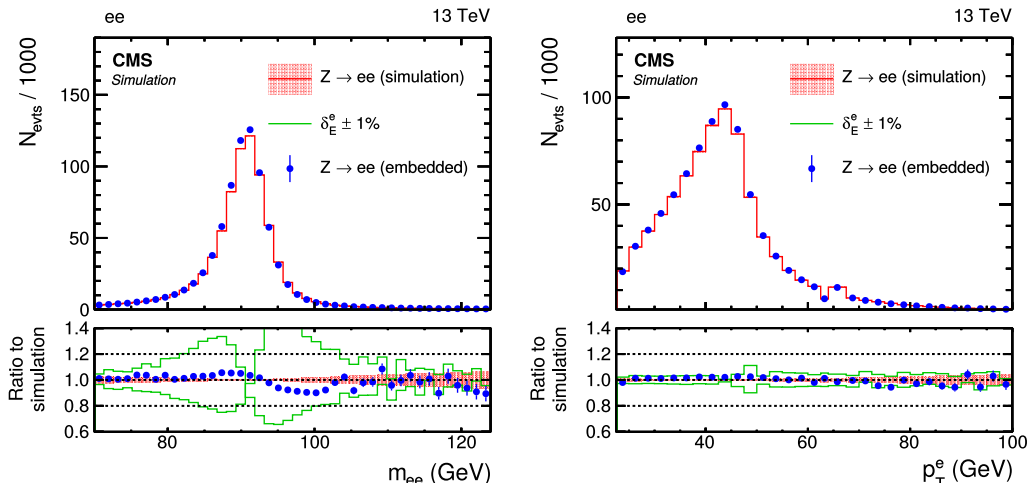 ee 13 TeV
CMS
Simulation
Z → ee (simulation)
δ_E^e ± 1%
Z → ee (embedded)
N_evts / 1000
150
100
50
0
Ratio to
simulation
1.4
1.2
1.0
0.8
0.6
80 100 120
m_ee (GeV)
ee 13 TeV
CMS
Simulation
Z → ee (simulation)
δ_E^e ± 1%
Z → ee (embedded)
N_evts / 1000
100
50
Ratio to
simulation
1.4
1.2
1.0
0.8
0.6
40 60 80 100
p_T^e (GeV)